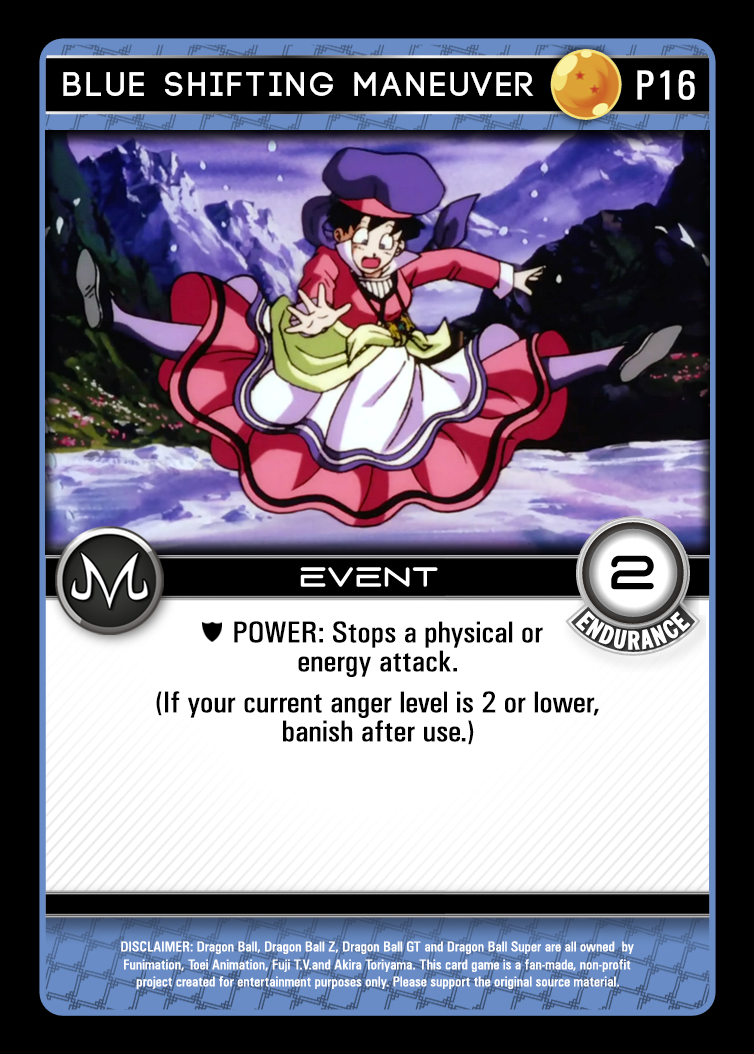 BLUE SHIFTING MANEUVER P16
EVENT
2
ENDURANCE
POWER: Stops a physical or
energy attack.
(If your current anger level is 2 or lower,
banish after use.)
DISCLAIMER: Dragon Ball, Dragon Ball Z, Dragon Ball GT and Dragon Ball Super are all owned by
Funimation, Toei Animation, Fuji T.V.and Akira Toriyama. This card game is a fan-made, non-profit
project created for entertainment purposes only. Please support the original source material.